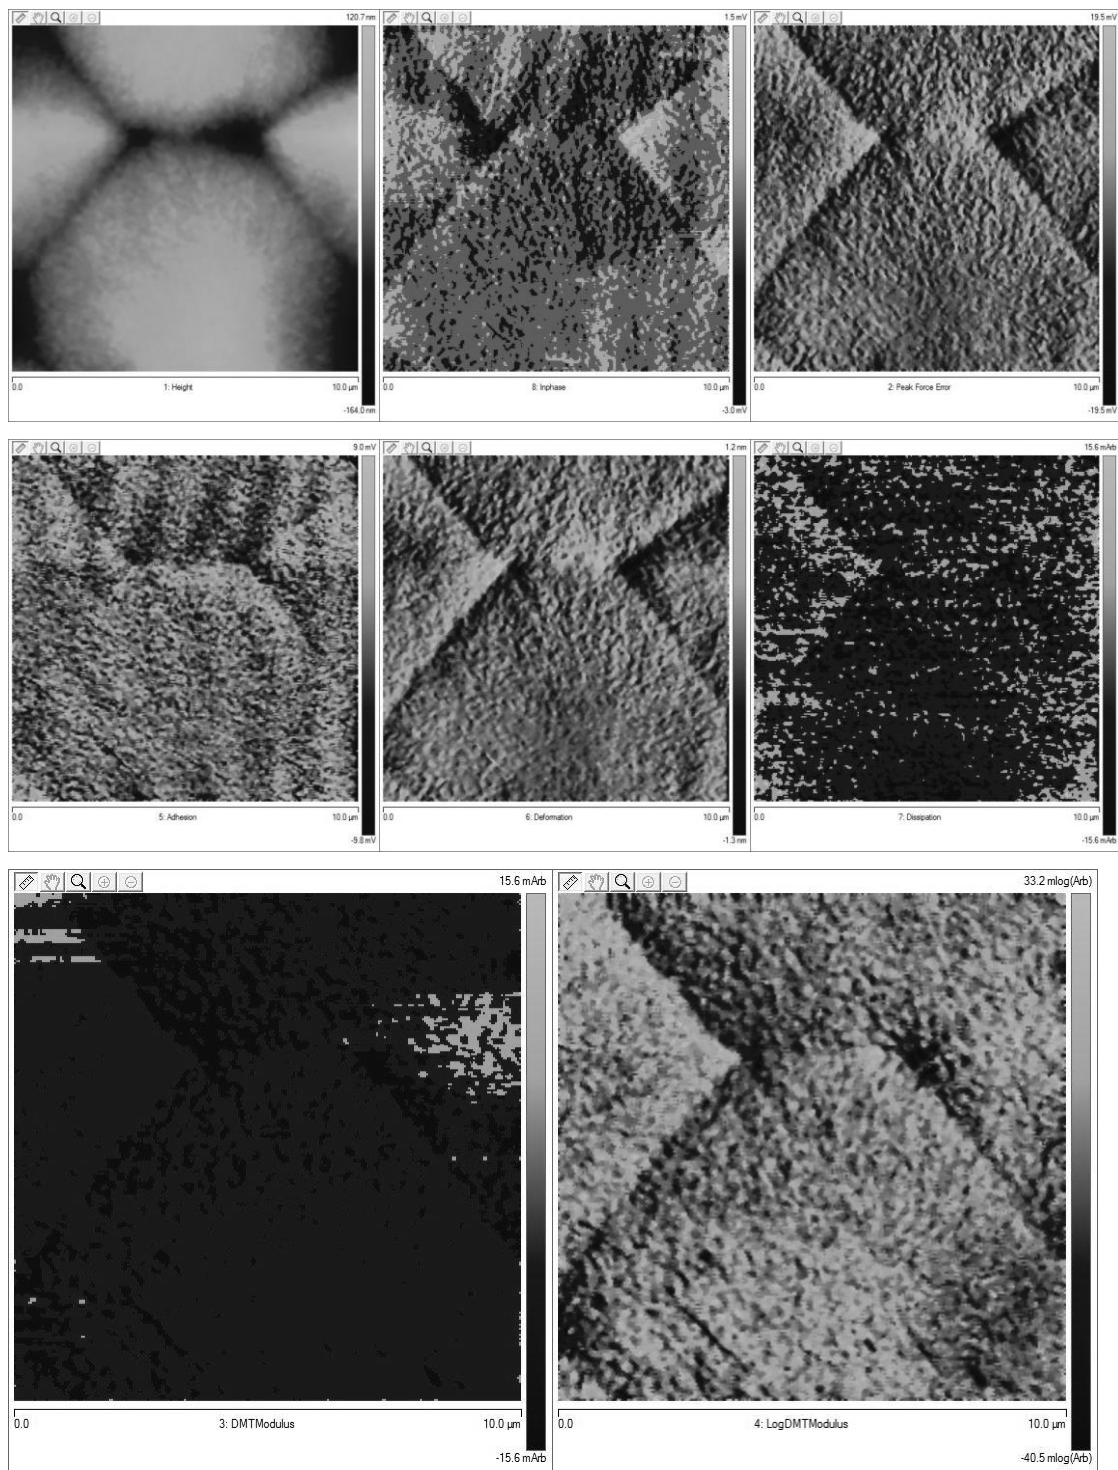 120.7 nm
0.0 1: Height 10.0 µm
-164.0 nm
1.5 mV
0.0 8: Inphase 10.0 µm
-3.0 mV
19.5 mV
0.0 2: Peak Force Error 10.0 µm
-19.5 mV
9.0 mV
0.0 5: Adhesion 10.0 µm
-9.8 mV
1.2 nm
0.0 6: Deformation 10.0 µm
-1.3 nm
15.6 mArb
0.0 7: Dissipation 10.0 µm
-15.6 mArb
15.6 mArb
0.0 3: DMTModulus 10.0 µm
-15.6 mArb
33.2 mlog(Arb)
0.0 4: LogDMTModulus 10.0 µm
-40.5 mlog(Arb)